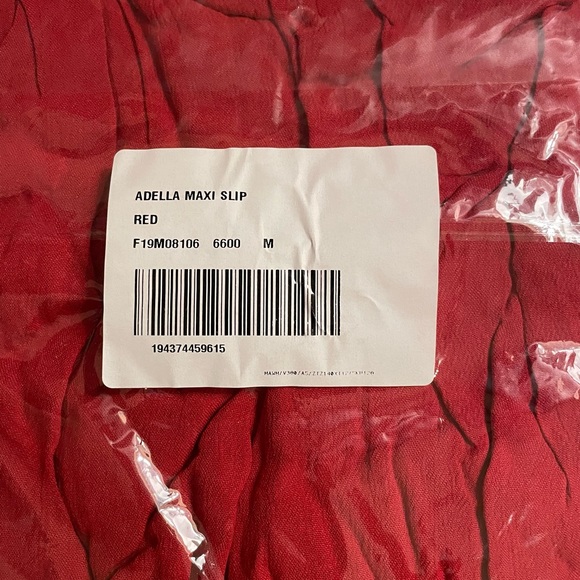 ADELLA MAXI SLIP
RED
F19M08106 6600 M
194374459615